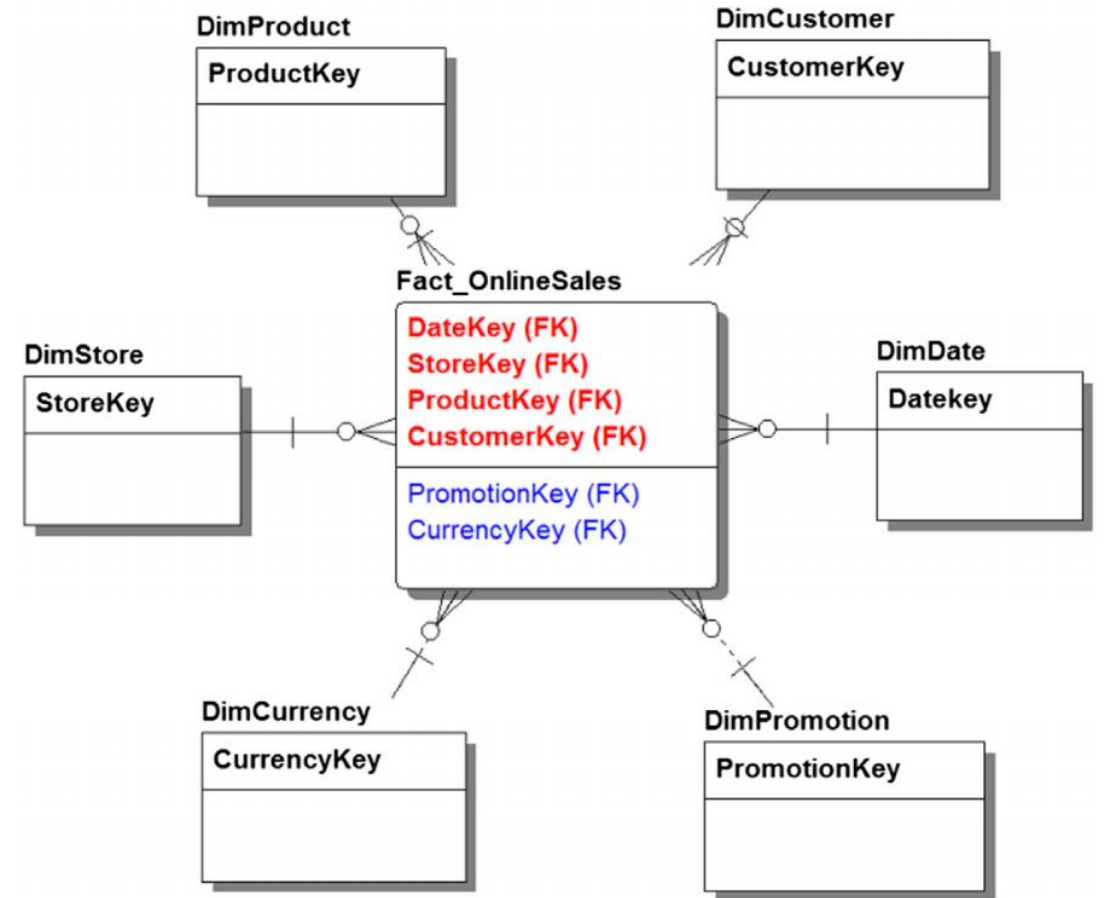 DimProduct
ProductKey
DimCustomer
CustomerKey
Fact_OnlineSales
DateKey (FK)
StoreKey (FK)
ProductKey (FK)
CustomerKey (FK)
PromotionKey (FK)
CurrencyKey (FK)
DimStore
StoreKey
DimDate
Datekey
DimCurrency
CurrencyKey
DimPromotion
PromotionKey